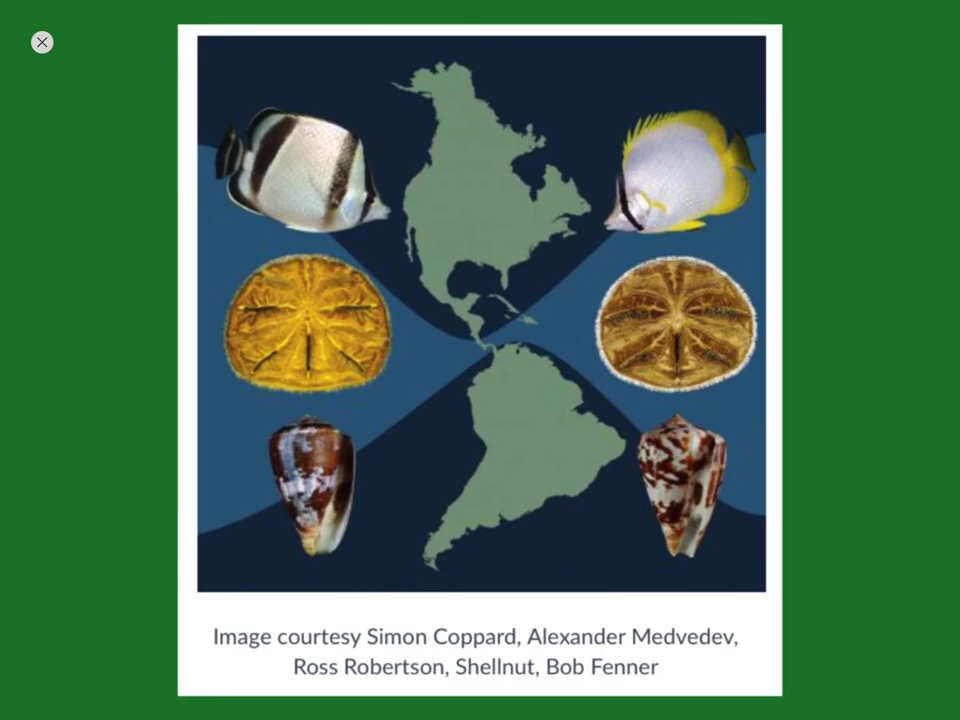 Image courtesy Simon Coppard, Alexander Medvedev,
Ross Robertson, Shellnut, Bob Fenner